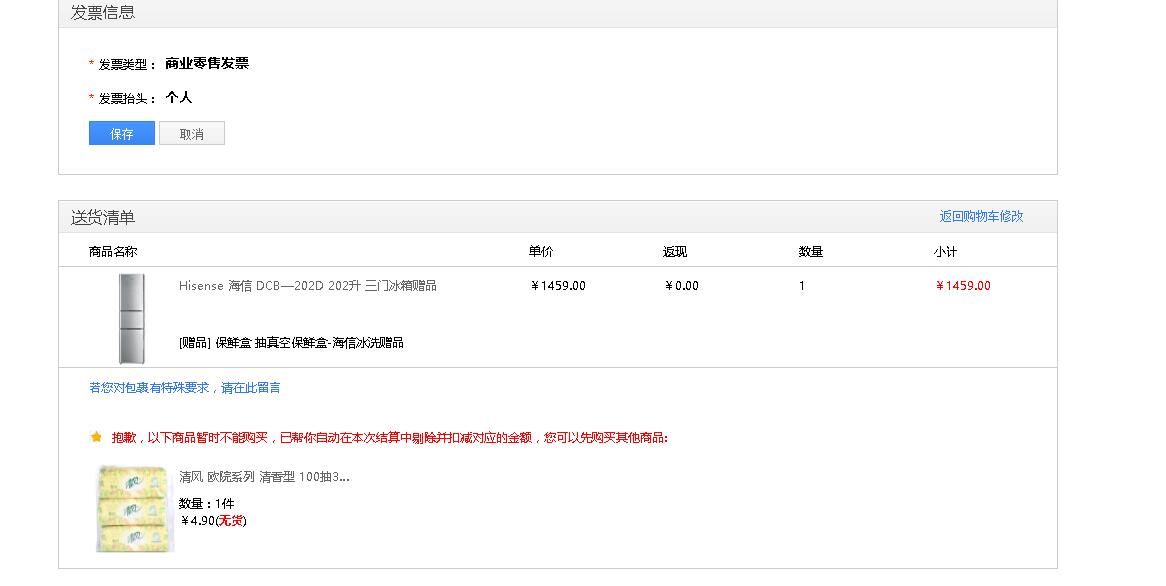 发票信息
* 发票类型： 商业零售发票
* 发票抬头： 个人
保存 取消
送货清单 返回购物车修改
商品名称 单价 返现 数量 小计
Hisense 海信 DCB—202D 202升 三门冰箱赠品 ￥1459.00 ￥0.00 1 ￥1459.00
[赠品] 保鲜盒 抽真空保鲜盒-海信冰洗赠品
若您对包裹有特殊要求，请在此留言
抱歉，以下商品暂时不能购买，已帮你自动在本次结算中剔除并扣减对应的金额，您可以先购买其他商品：
清风 欧院系列 清香型 100抽3...
数量：1件
￥4.90(无货)